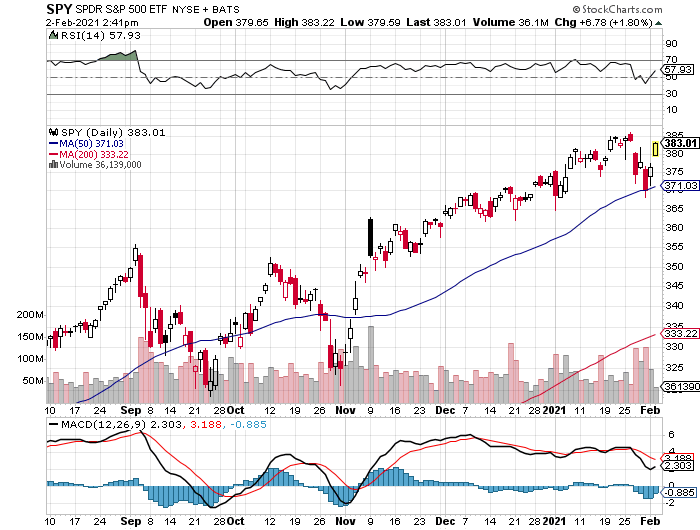 SPY SPDR S&P 500 ETF NYSE + BATS © StockCharts.com
2-Feb-2021 2:41pm Open 379.65 High 383.22 Low 379.59 Last 383.01 Volume 36.1M Chg +6.78 (+1.80%)
RSI(14) 57.93
90
70
57.93
50
30
10
SPY (Daily) 383.01
MA(50) 371.03
MA(200) 333.22
Volume 36,139,000
385
383.01
380
375
371.03
370
365
360
355
350
345
340
335
333.22
330
325
320
315
36139000
200M
150M
100M
50M
10 17 24 Sep 8 14 21 28 Oct 12 19 26 Nov 9 16 23 Dec 7 14 21 28 2021 11 19 25 Feb
MACD(12,26,9) 2.303, 3.188, -0.885
6
4
3.188
2.303
0
-0.885
-2
10 17 24 Sep 8 14 21 28 Oct 12 19 26 Nov 9 16 23 Dec 7 14 21 28 2021 11 19 25 Feb